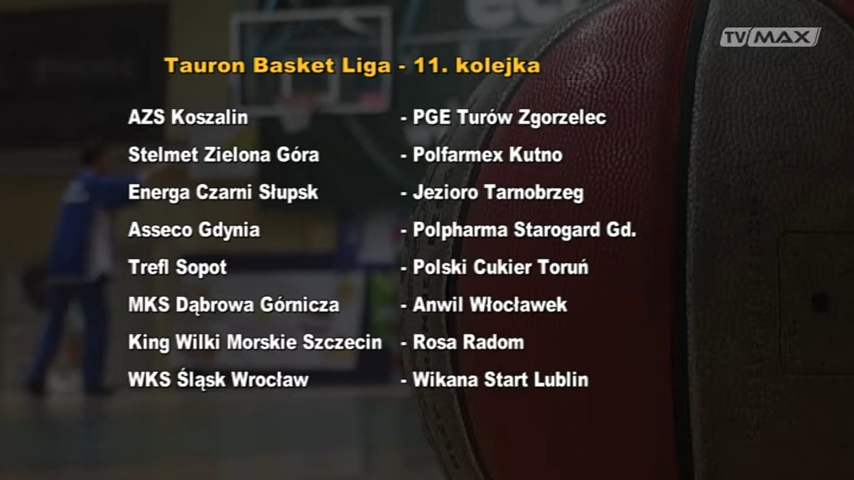 TV MAX
Tauron Basket Liga - 11. kolejka
AZS Koszalin - PGE Turów Zgorzelec
Stelmet Zielona Góra - Polfarmex Kutno
Energa Czarni Słupsk - Jezioro Tarnobrzeg
Asseco Gdynia - Polpharma Starogard Gd.
Trefl Sopot - Polski Cukier Toruń
MKS Dąbrowa Górnicza - Anwil Włocławek
King Wilki Morskie Szczecin - Rosa Radom
WKS Śląsk Wrocław - Wikana Start Lublin